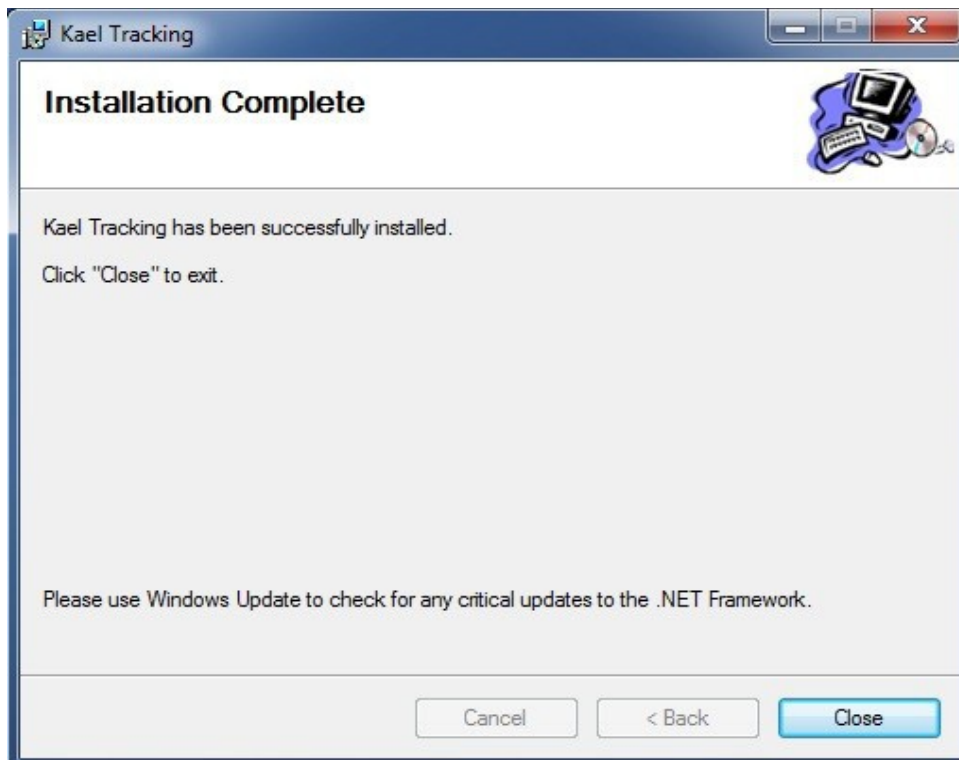 Kael Tracking
Installation Complete
Kael Tracking has been successfully installed.
Click "Close" to exit.
Please use Windows Update to check for any critical updates to the .NET Framework.
Cancel
< Back
Close